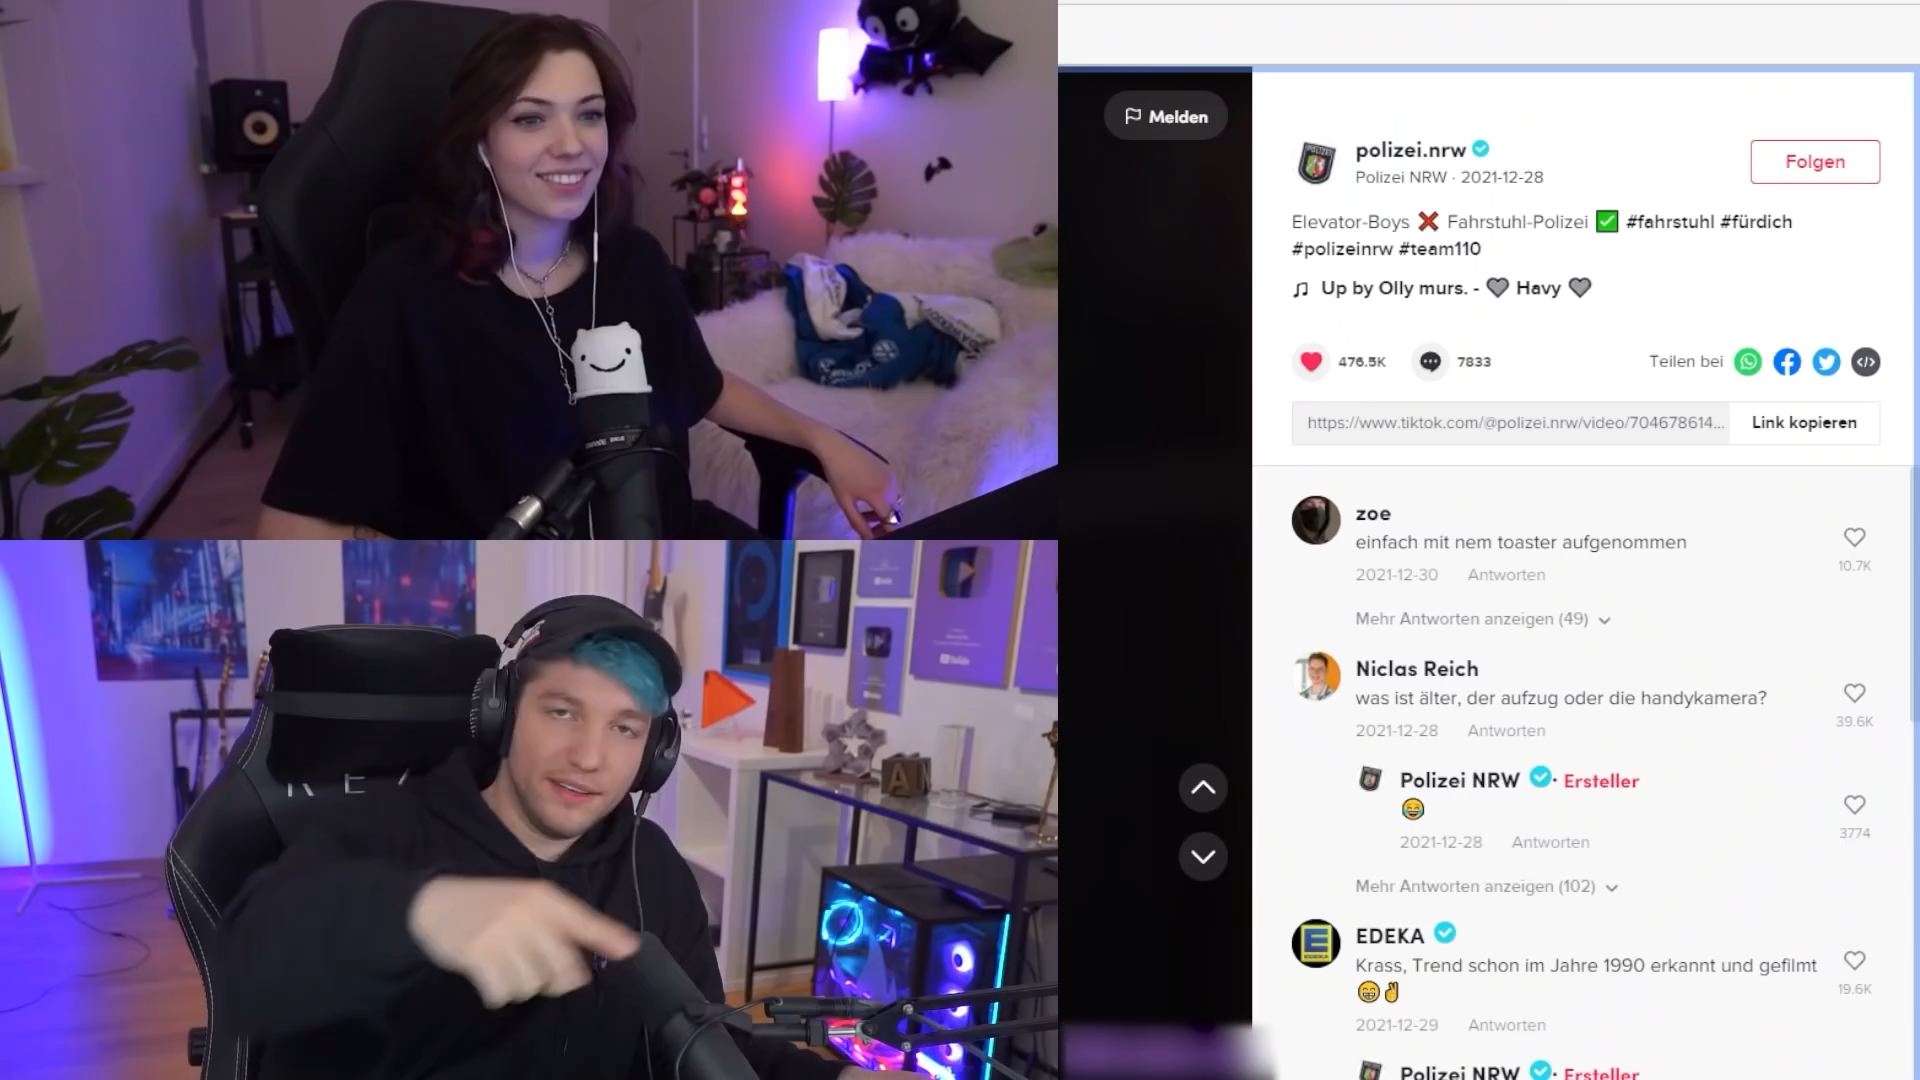 Melden
polizei.nrw
Polizei NRW · 2021-12-28
Folgen
Elevator-Boys ❌ Fahrstuhl-Polizei ✅ #fahrstuhl #fürdich
#polizeinrw #team110
♫ Up by Olly murs. - 🖤 Havy 🖤
476.5K
7833
Teilen bei
https://www.tiktok.com/@polizei.nrw/video/704678614...
Link kopieren
zoe
einfach mit nem toaster aufgenommen
2021-12-30 Antworten
10.7K
Mehr Antworten anzeigen (49)
Niclas Reich
was ist älter, der aufzug oder die handykamera?
2021-12-28 Antworten
39.6K
Polizei NRW · Ersteller
😂
2021-12-28 Antworten
3774
Mehr Antworten anzeigen (102)
EDEKA
Krass, Trend schon im Jahre 1990 erkannt und gefilmt
😁✌
2021-12-29 Antworten
19.6K
Polizei NRW · Ersteller